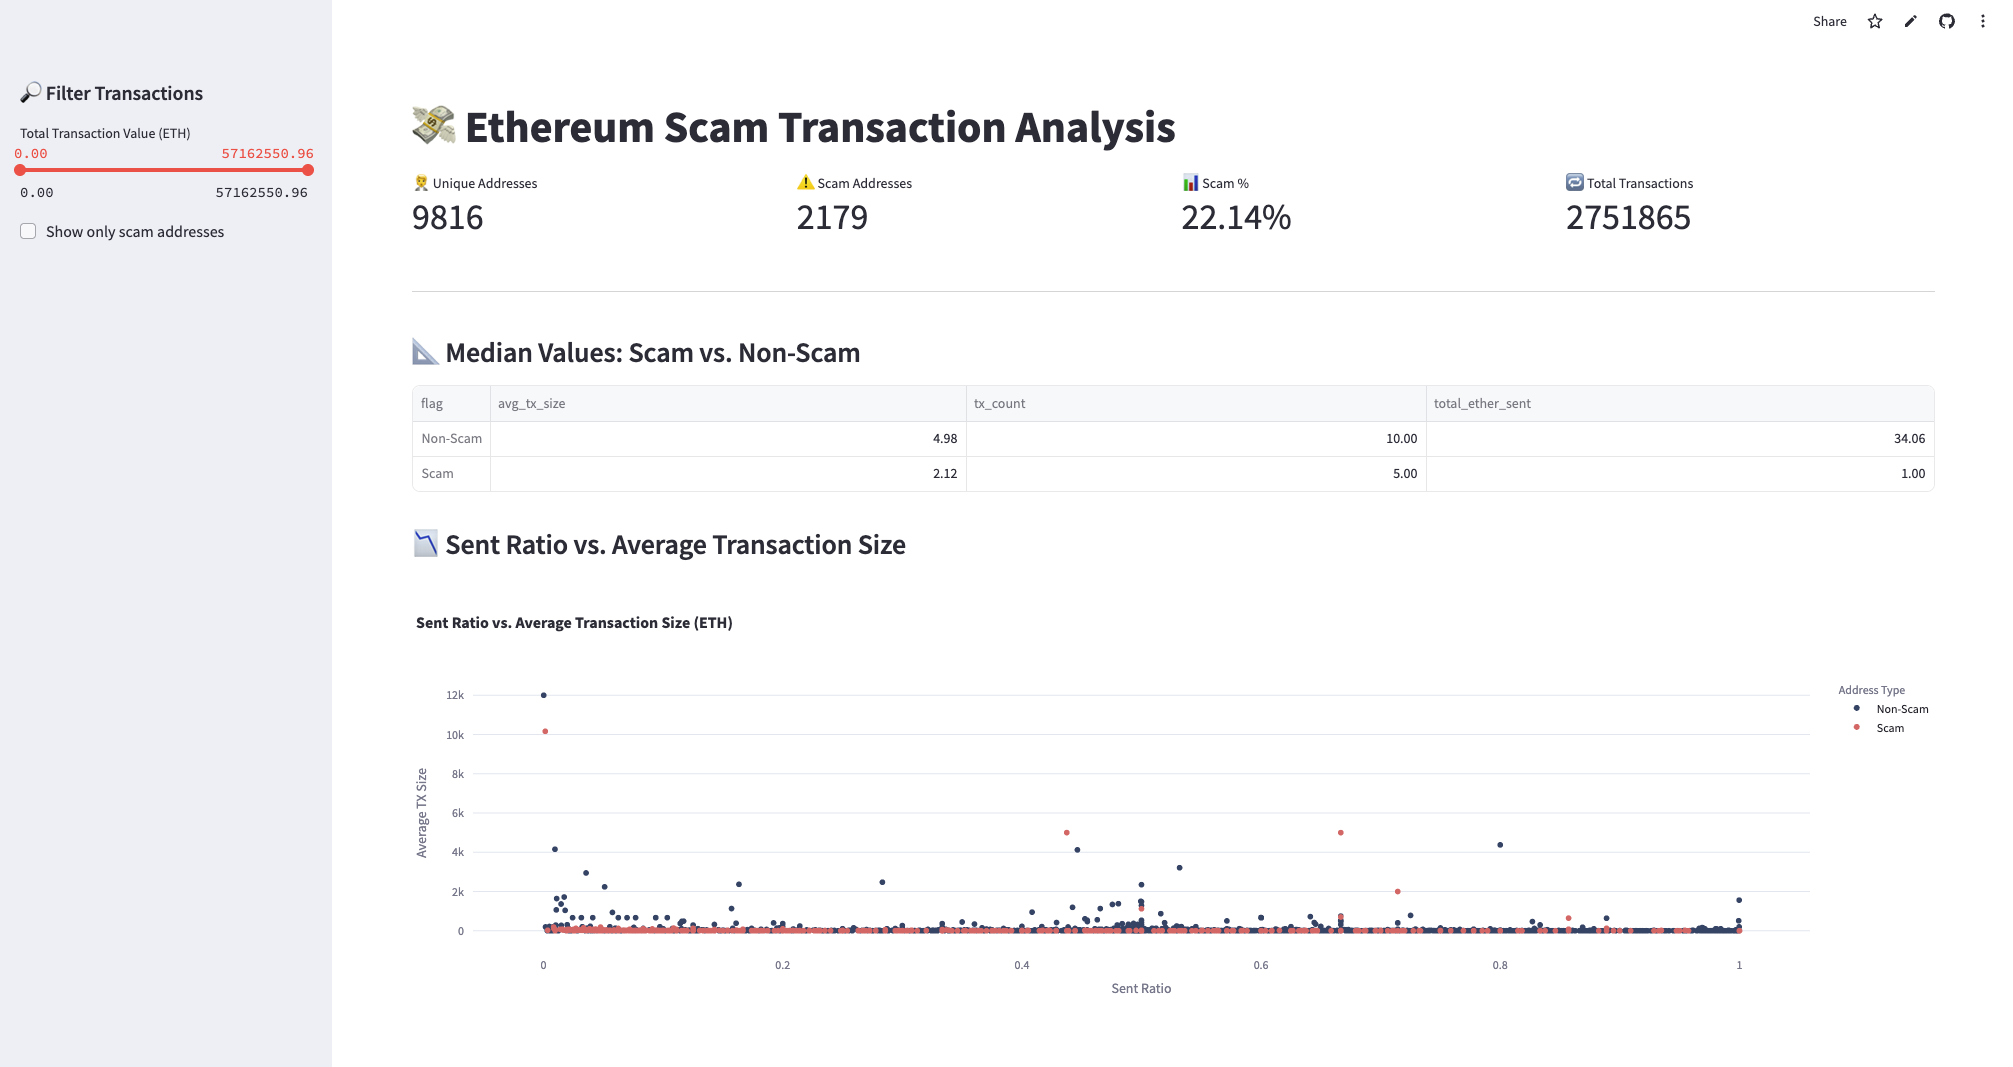 Share
Filter Transactions
Total Transaction Value (ETH)
0.00 57162550.96
0.00 57162550.96
Show only scam addresses
Ethereum Scam Transaction Analysis
Unique Addresses
9816
Scam Addresses
2179
Scam %
22.14%
Total Transactions
2751865
Median Values: Scam vs. Non-Scam
flag avg_tx_size tx_count total_ether_sent
Non-Scam 4.98 10.00 34.06
Scam 2.12 5.00 1.00
Sent Ratio vs. Average Transaction Size
Sent Ratio vs. Average Transaction Size (ETH)
Average TX Size
12k
10k
8k
6k
4k
2k
0
0 0.2 0.4 0.6 0.8 1
Sent Ratio
Address Type
Non-Scam
Scam